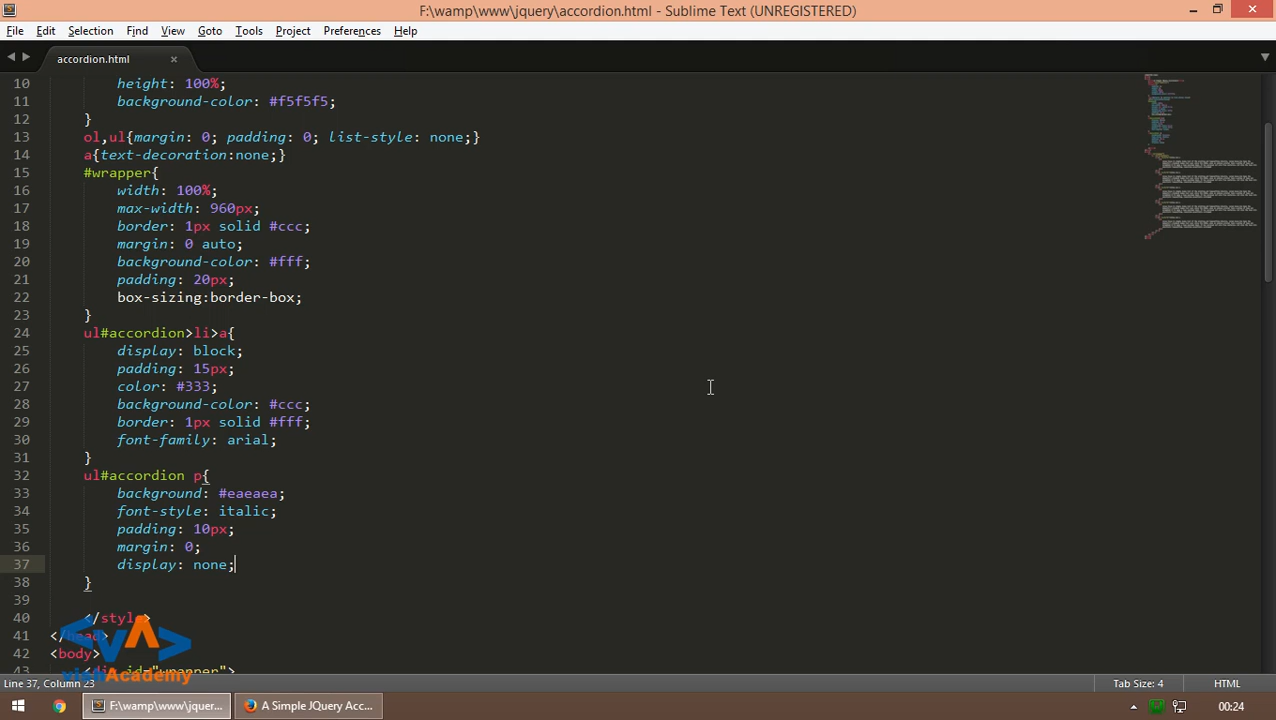 F:\wamp\www\jquery\accordion.html - Sublime Text (UNREGISTERED)
File Edit Selection Find View Goto Tools Project Preferences Help
accordion.html
10 height: 100%;
11 background-color: #f5f5f5;
12 }
13 ol,ul{margin: 0; padding: 0; list-style: none;}
14 a{text-decoration:none;}
15 #wrapper{
16 width: 100%;
17 max-width: 960px;
18 border: 1px solid #ccc;
19 margin: 0 auto;
20 background-color: #fff;
21 padding: 20px;
22 box-sizing:border-box;
23 }
24 ul#accordion>li>a{
25 display: block;
26 padding: 15px;
27 color: #333;
28 background-color: #ccc;
29 border: 1px solid #fff;
30 font-family: arial;
31 }
32 ul#accordion p{
33 background: #eaeaea;
34 font-style: italic;
35 padding: 10px;
36 margin: 0;
37 display: none;
38 }
39
40 </style>
41 </head>
42 <body>
43 <div id="wrapper">
Line 37, Column 23
Tab Size: 4
HTML
F:\wamp\www\jquer...
A Simple JQuery Acc...
00:24